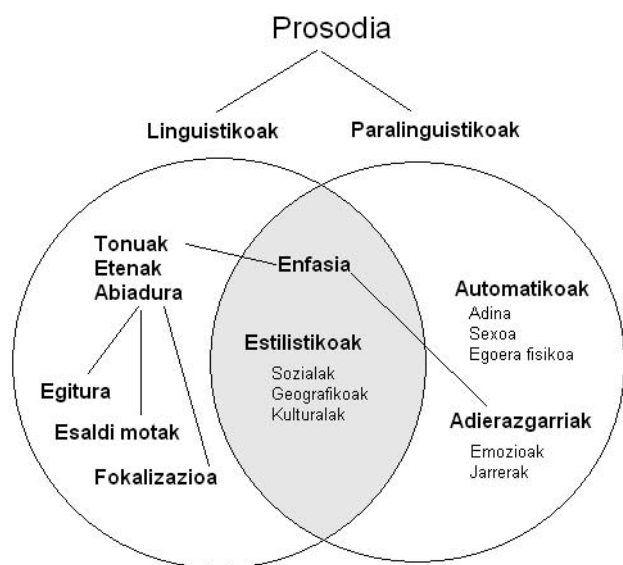 Prosodia
Linguistikoak
Paralinguistikoak
Tonuak
Etenak
Abiadura
Egitura
Esaldi motak
Fokalizazioa
Enfasia
Estilistikoak
Sozialak
Geografikoak
Kulturalak
Automatikoak
Adina
Sexoa
Egoera fisikoa
Adierazgarriak
Emozioak
Jarrerak